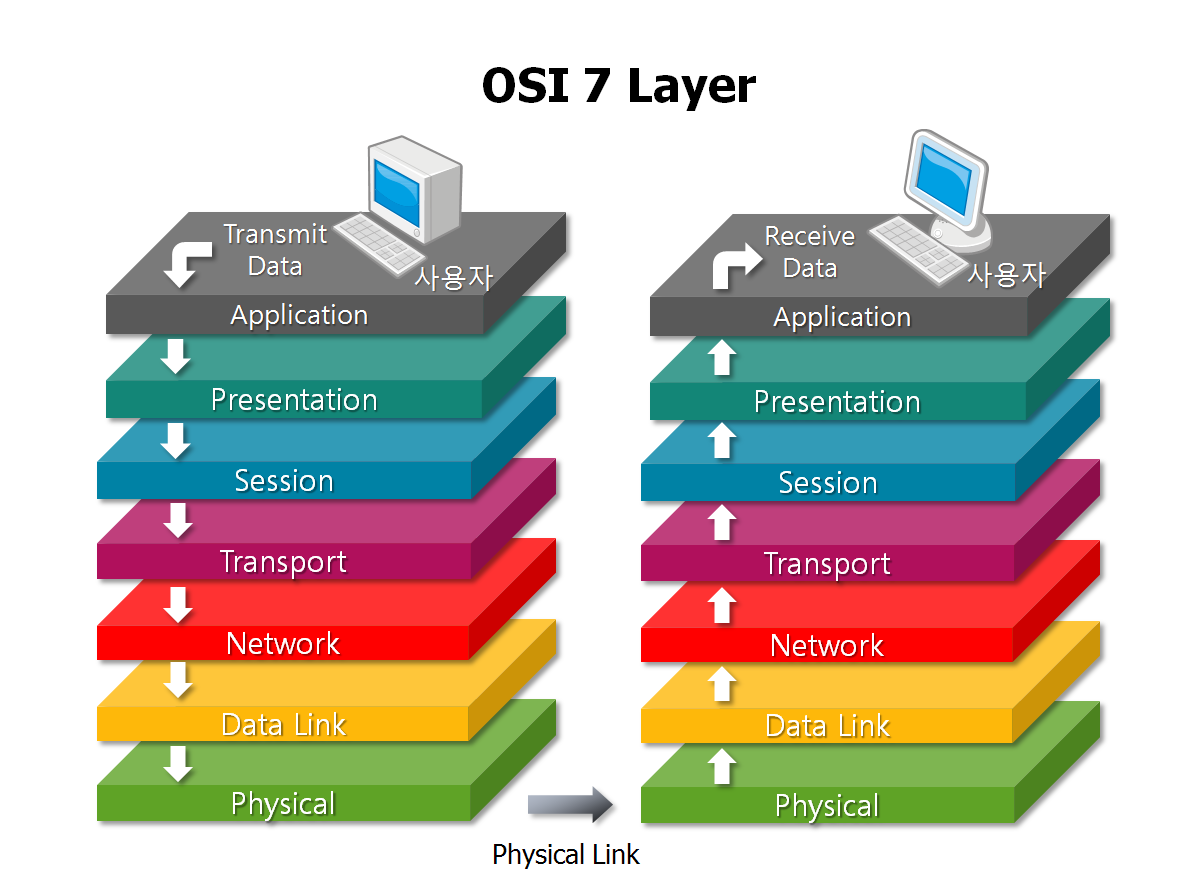 OSI 7 Layer
Transmit
Data
사용자
Application
Presentation
Session
Transport
Network
Data Link
Physical
Receive
Data
사용자
Application
Presentation
Session
Transport
Network
Data Link
Physical
Physical Link